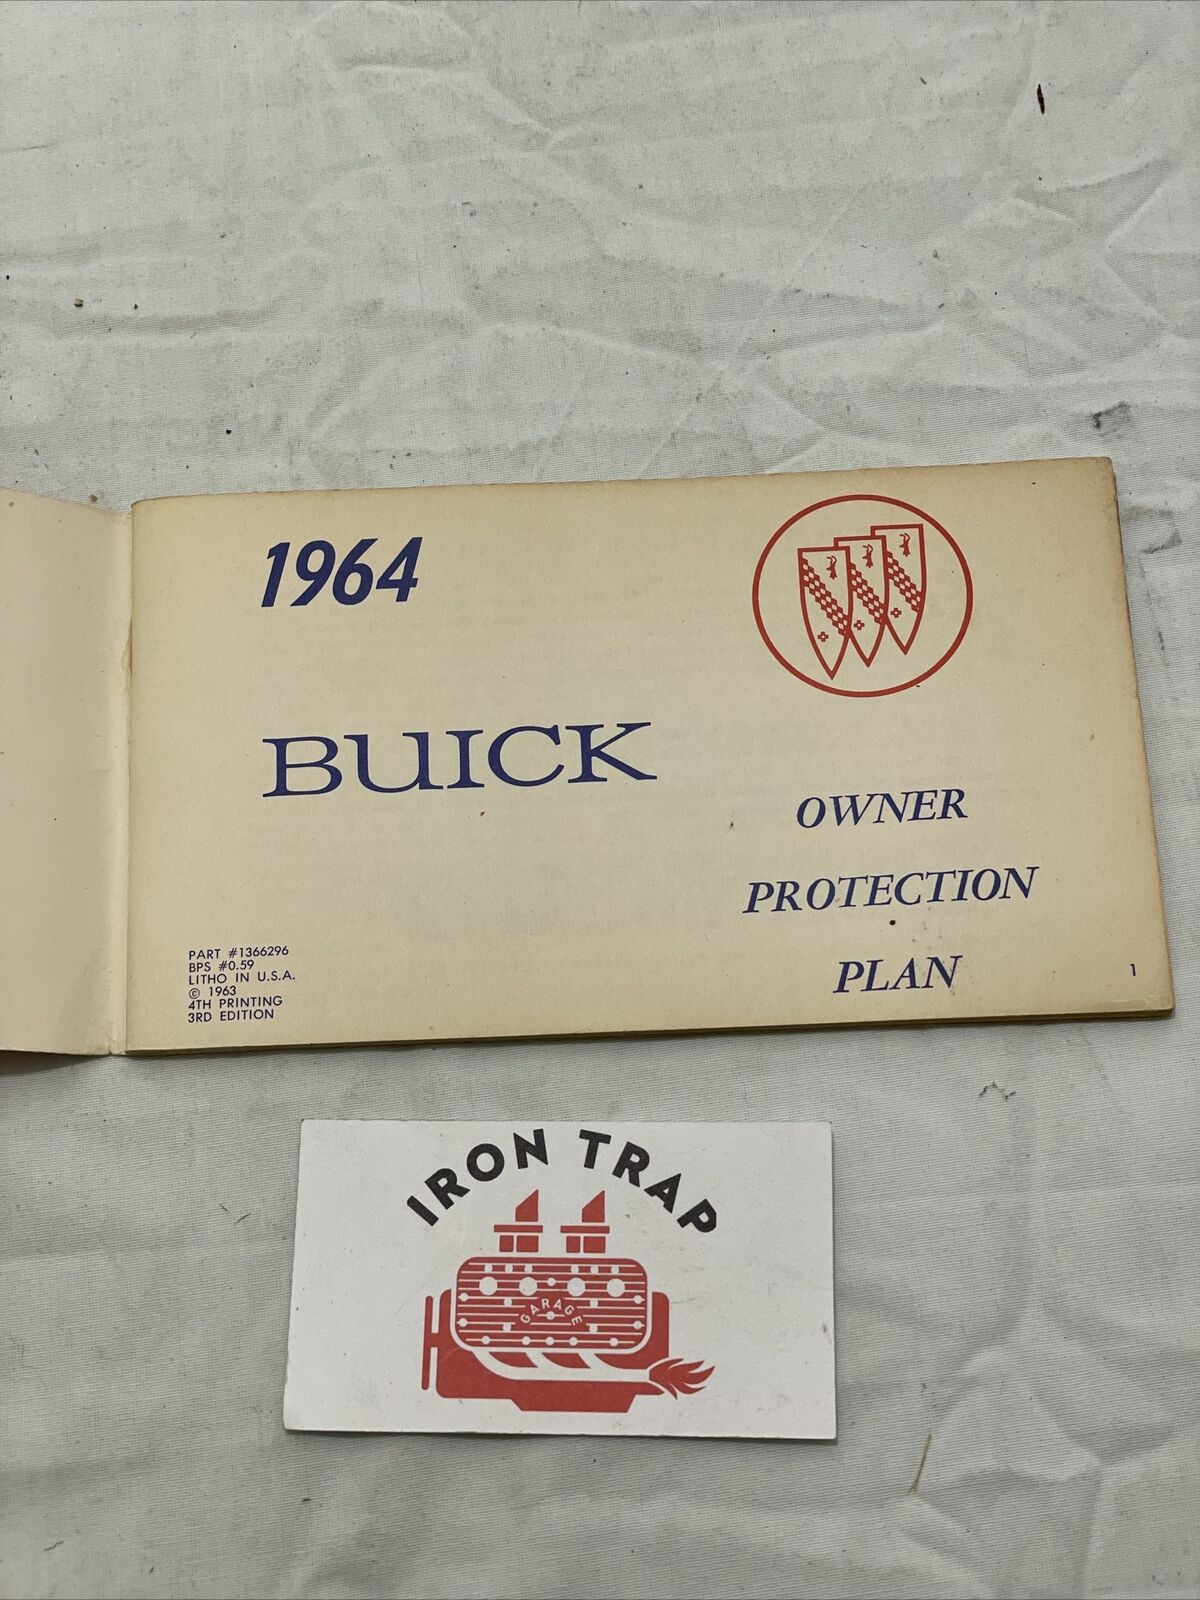 1964
BUICK
OWNER
PROTECTION
PLAN
PART #1366296
BPS #0.59
LITHO IN U.S.A.
© 1963
4TH PRINTING
3RD EDITION
1
IRON TRAP
GARAGE